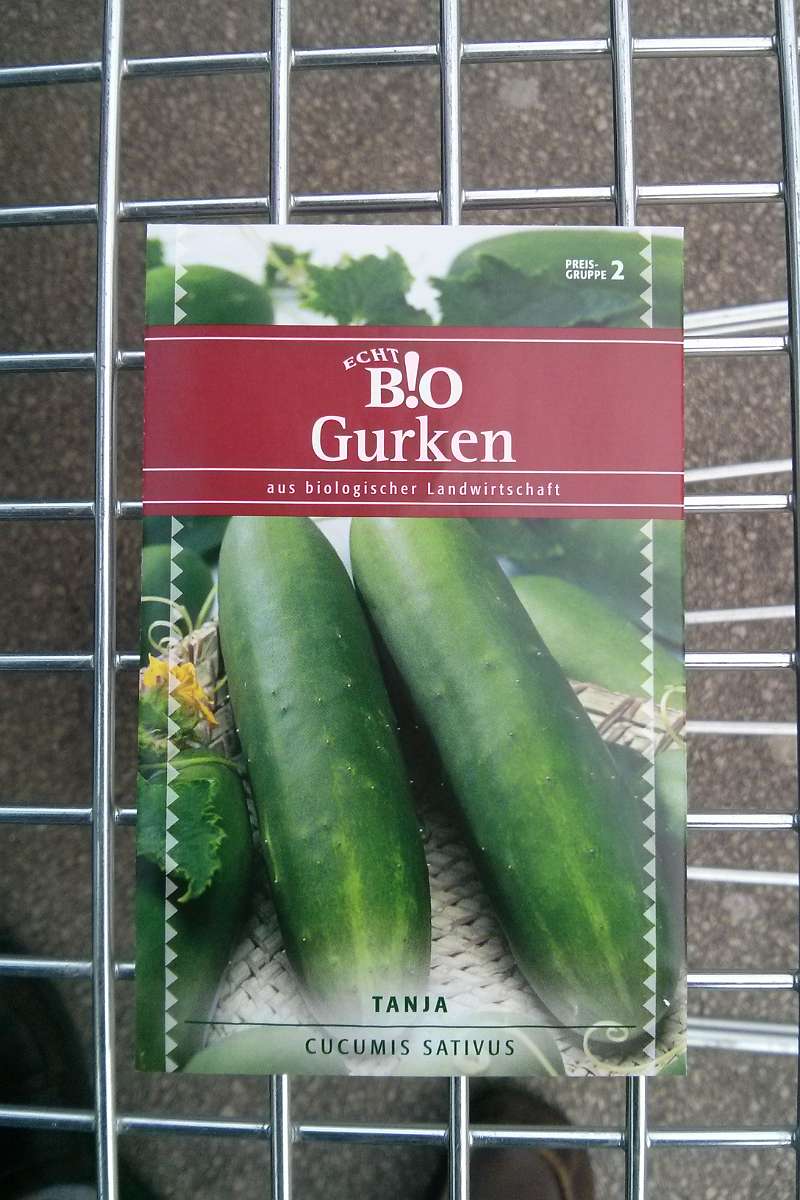 PREIS-
GRUPPE 2
ECHT
B!O
Gurken
aus biologischer Landwirtschaft
TANJA
CUCUMIS SATIVUS